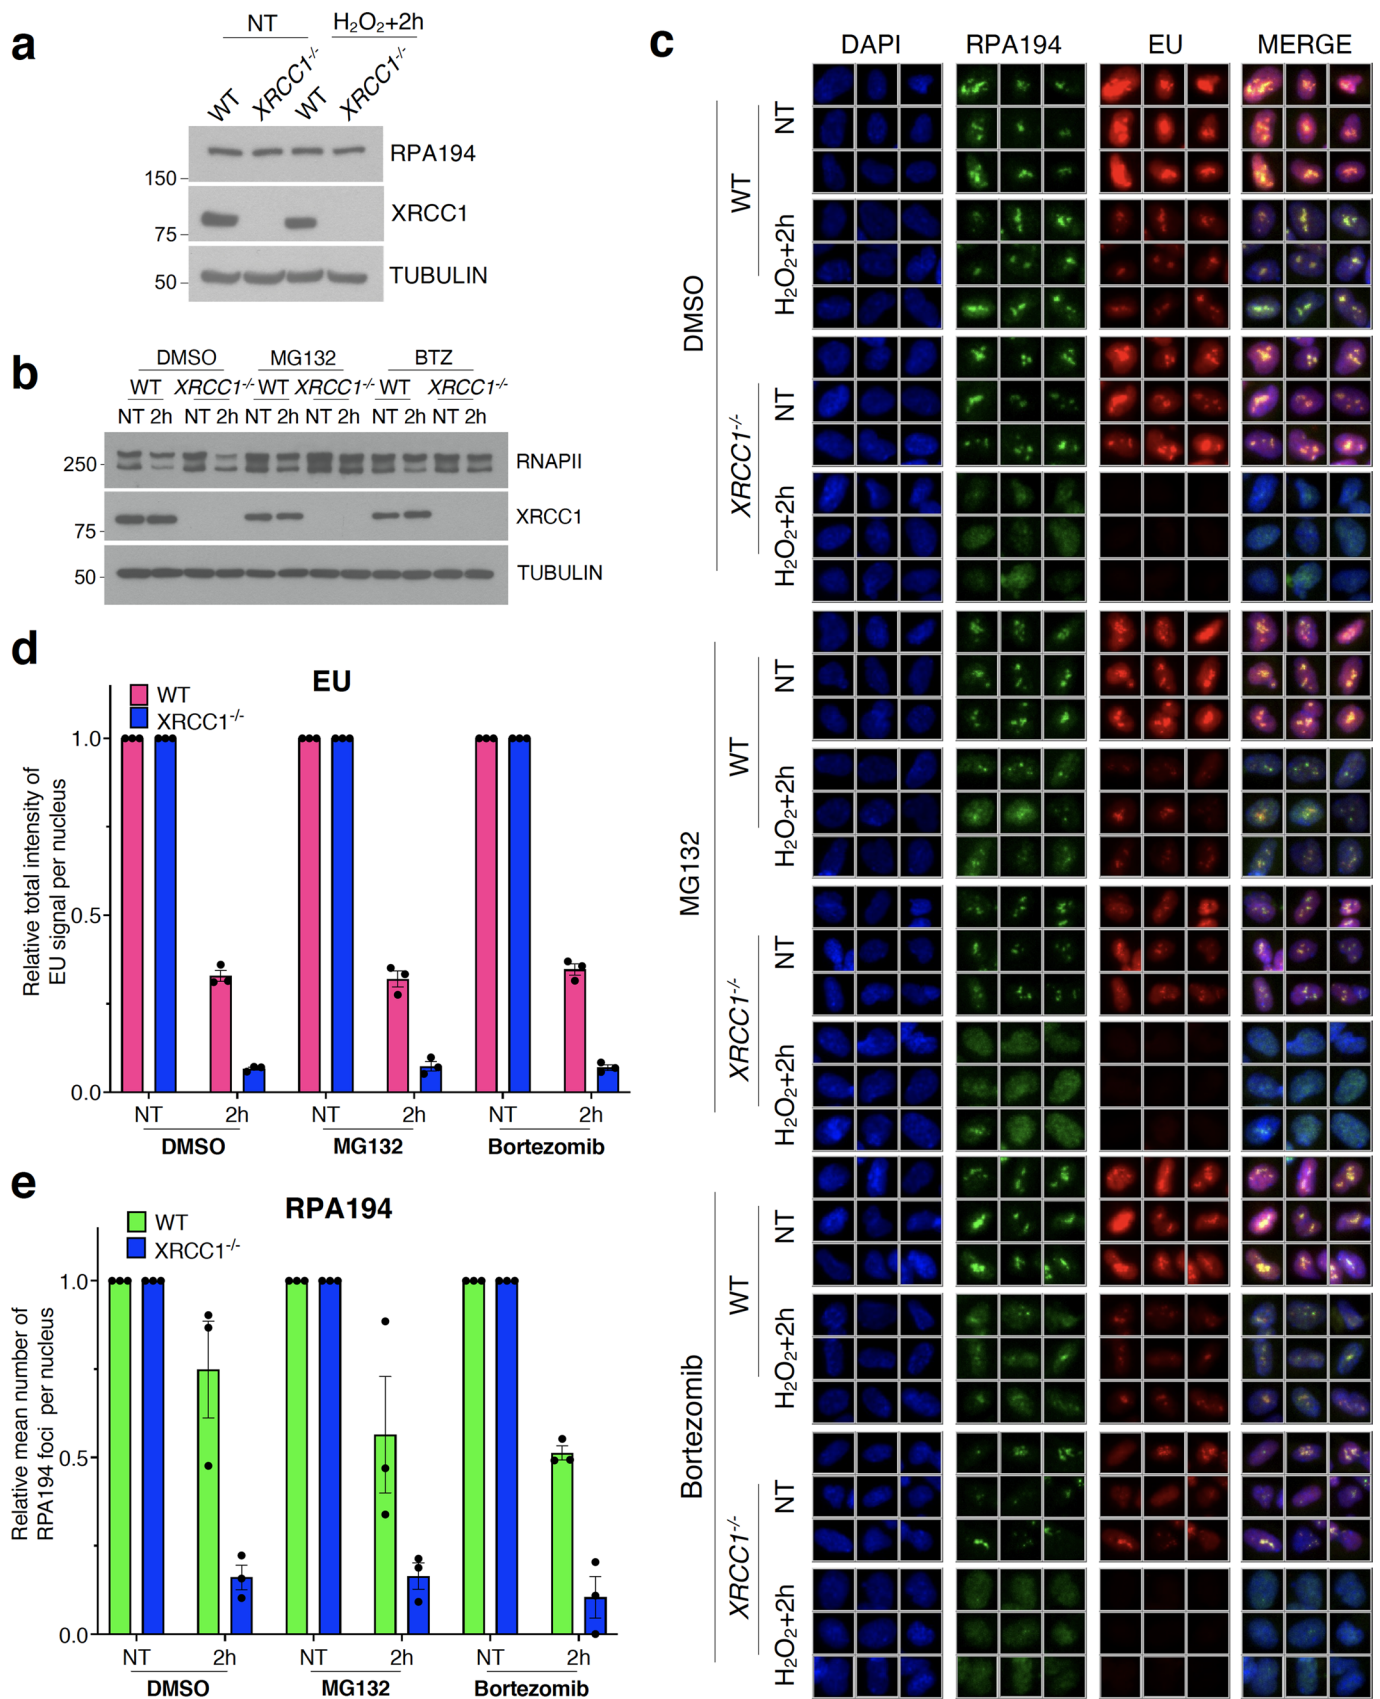 a
NT H₂O₂+2h
WT XRCC1⁻/⁻ WT XRCC1⁻/⁻
RPA194
150
XRCC1
75
TUBULIN
50
b
DMSO MG132 BTZ
WT XRCC1⁻/⁻ WT XRCC1⁻/⁻ WT XRCC1⁻/⁻
NT 2h NT 2h NT 2h NT 2h NT 2h NT 2h
250 RNAPII
XRCC1
75
50 TUBULIN
c
DAPI RPA194 EU MERGE
DMSO
WT
NT
H₂O₂+2h
XRCC1⁻/⁻
NT
H₂O₂+2h
MG132
WT
NT
H₂O₂+2h
XRCC1⁻/⁻
NT
H₂O₂+2h
Bortezomib
WT
NT
H₂O₂+2h
XRCC1⁻/⁻
NT
H₂O₂+2h
d
EU
WT
XRCC1⁻/⁻
Relative total intensity of
EU signal per nucleus
1.0
0.5
0.0
NT 2h NT 2h NT 2h
DMSO MG132 Bortezomib
e
RPA194
WT
XRCC1⁻/⁻
Relative mean number of
RPA194 foci per nucleus
1.0
0.5
0.0
NT 2h NT 2h NT 2h
DMSO MG132 Bortezomib